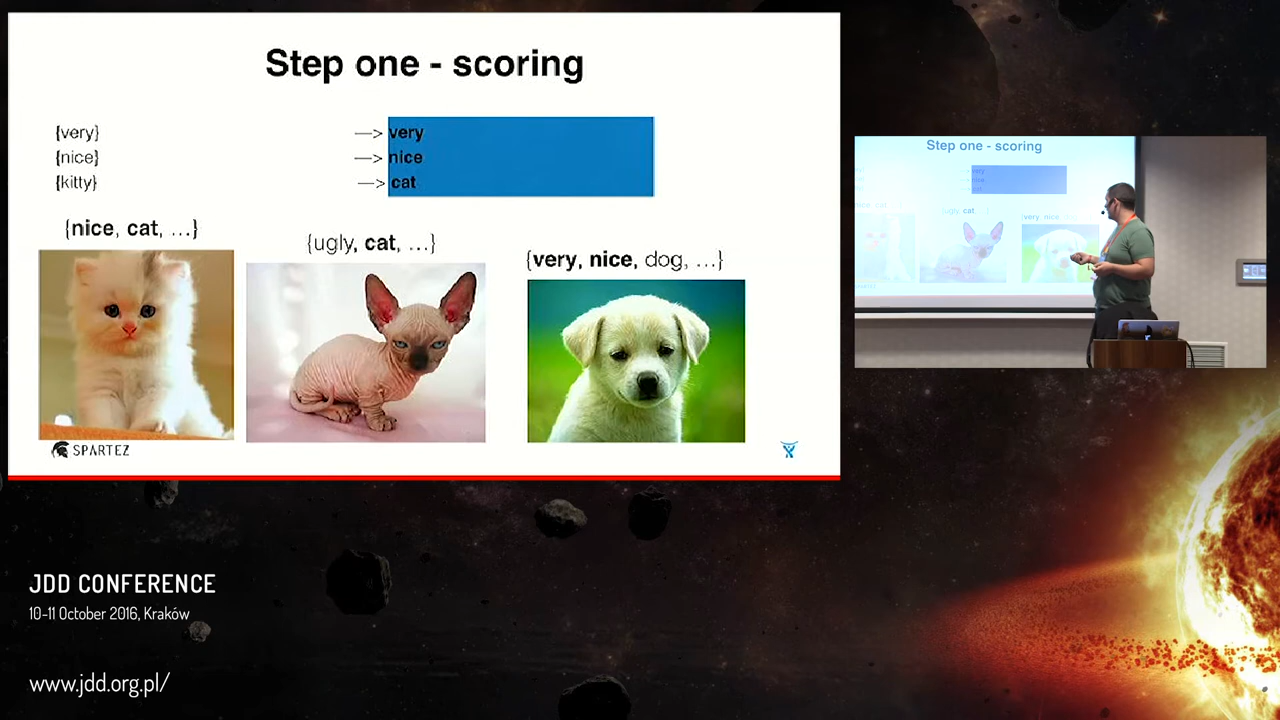 Step one - scoring
{very} —> very
{nice} —> nice
{kitty} —> cat
{nice, cat, ...}
{ugly, cat, ...}
{very, nice, dog, ...}
SPARTEZ
Step one - scoring
JDD CONFERENCE
10-11 October 2016, Kraków
www.jdd.org.pl/